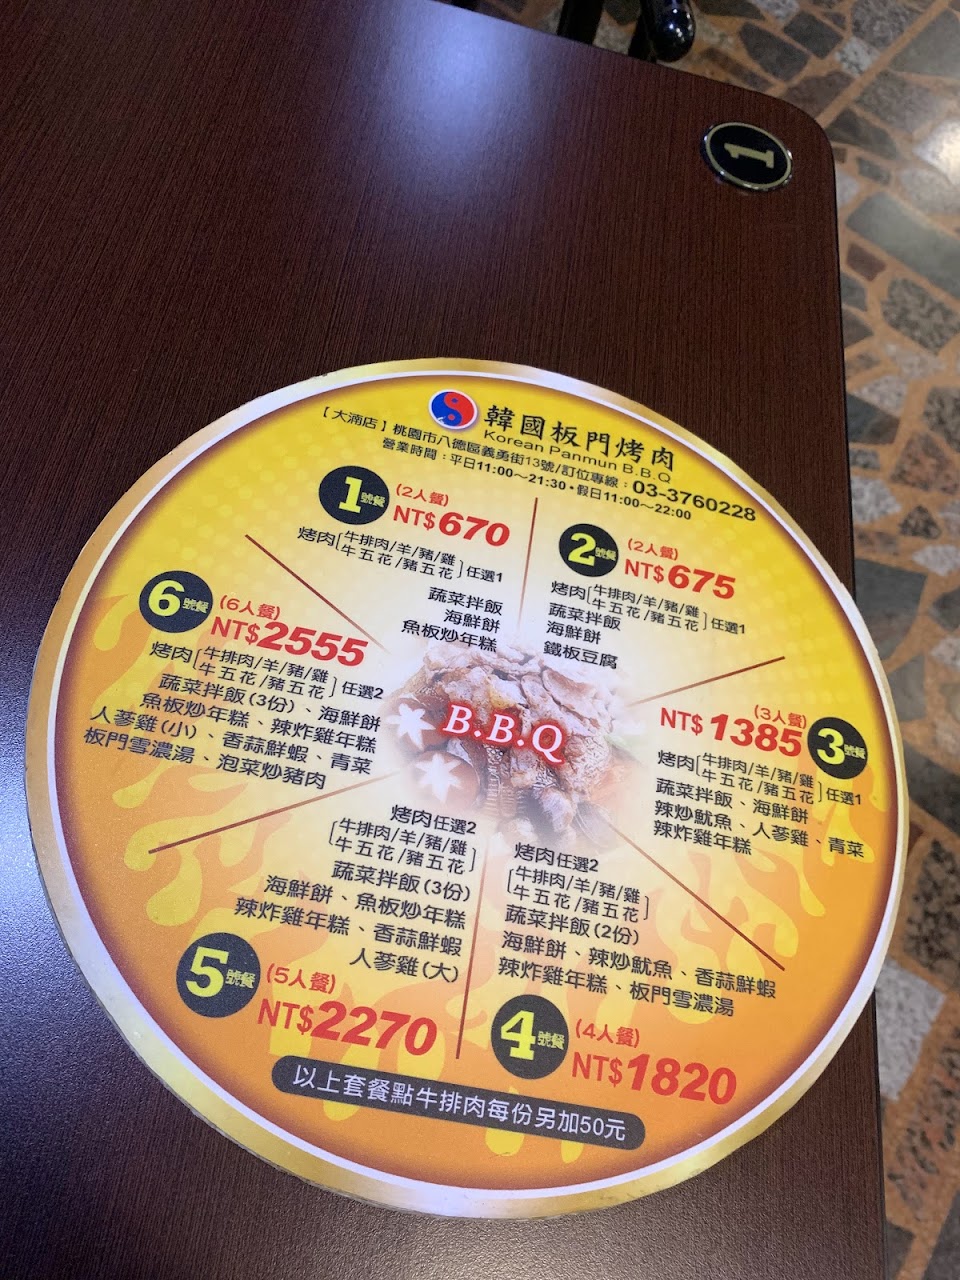 1
韓國板門烤肉
Korean Panmun B.B.Q
【大湳店】桃園市八德區義勇街13號/訂位專線:03-3760228
營業時間:平日11:00～21:30•假日11:00～22:00
1號餐
(2人餐)
NT$670
烤肉[牛排肉/羊/豬/雞
牛五花/豬五花]任選1
蔬菜拌飯
海鮮餅
魚板炒年糕
2號餐
(2人餐)
NT$675
烤肉[牛排肉/羊/豬/雞
牛五花/豬五花]任選1
蔬菜拌飯
海鮮餅
鐵板豆腐
3號餐
(3人餐)
NT$1385
烤肉[牛排肉/羊/豬/雞
牛五花/豬五花]任選1
蔬菜拌飯、海鮮餅
辣炒魷魚、人蔘雞、青菜
辣炸雞年糕
烤肉任選2
[牛排肉/羊/豬/雞
牛五花/豬五花]
蔬菜拌飯(2份)
海鮮餅、辣炒魷魚、香蒜鮮蝦
辣炸雞年糕、板門雪濃湯
4號餐
(4人餐)
NT$1820
烤肉任選2
[牛排肉/羊/豬/雞
牛五花/豬五花]
蔬菜拌飯(3份)
海鮮餅、魚板炒年糕
辣炸雞年糕、香蒜鮮蝦
人蔘雞(大)
5號餐
(5人餐)
NT$2270
6號餐
(6人餐)
NT$2555
烤肉[牛排肉/羊/豬/雞
牛五花/豬五花]任選2
蔬菜拌飯(3份)、海鮮餅
魚板炒年糕、辣炸雞年糕
人蔘雞(小)、香蒜鮮蝦、青菜
板門雪濃湯、泡菜炒豬肉
B.B.Q
以上套餐點牛排肉每份另加50元